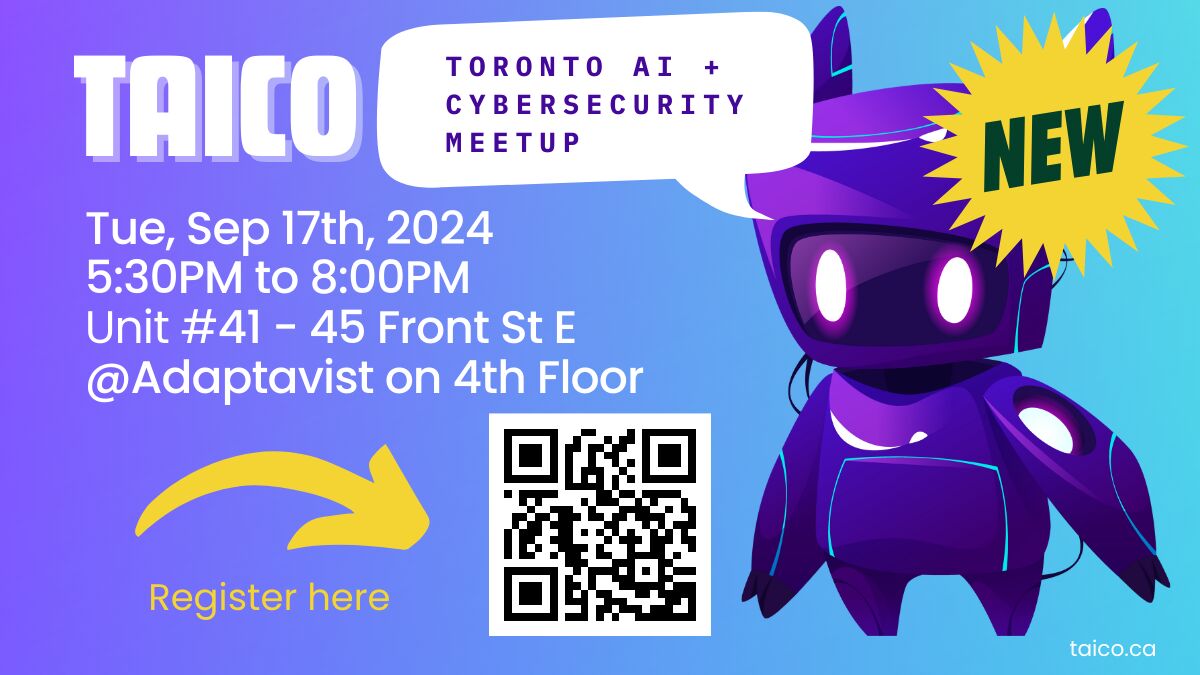 TAICO
TORONTO AI +
CYBERSECURITY
MEETUP
NEW
Tue, Sep 17th, 2024
5:30PM to 8:00PM
Unit #41 - 45 Front St E
@Adaptavist on 4th Floor
Register here
taico.ca